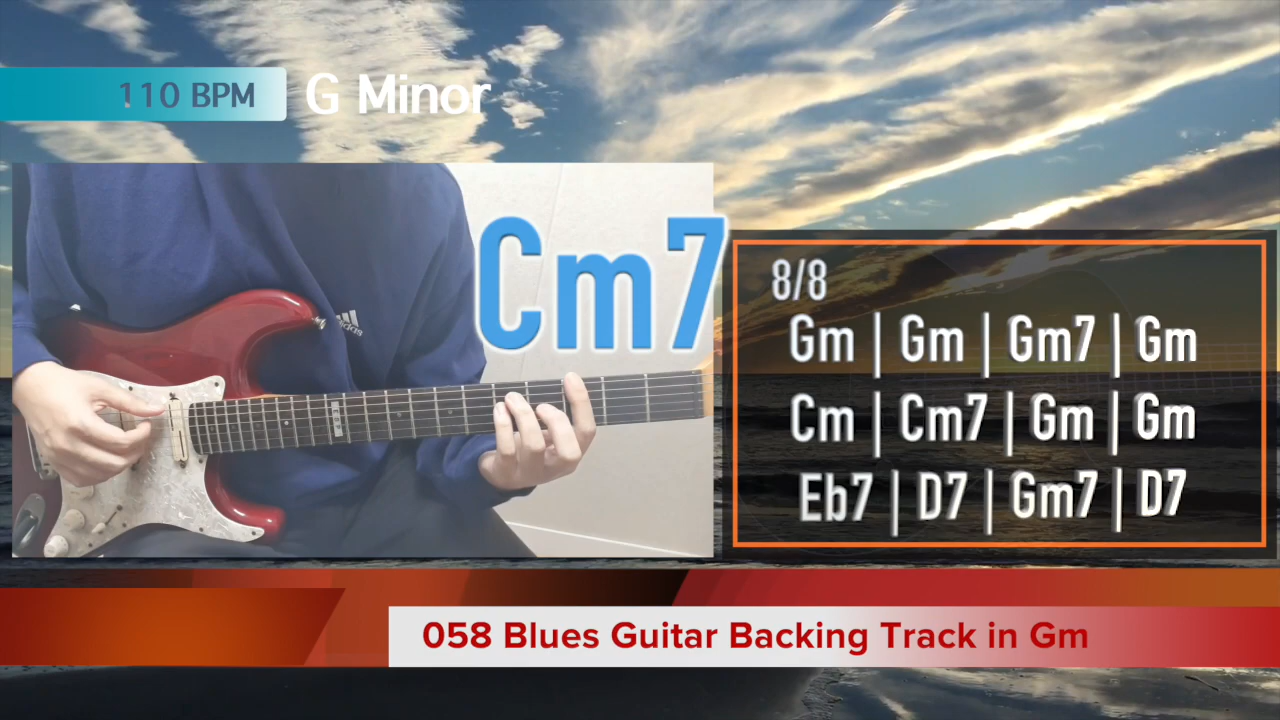 110 BPM
G Minor
Cm7
adidas
8/8
Gm | Gm | Gm7 | Gm
Cm | Cm7 | Gm | Gm
Eb7 | D7 | Gm7 | D7
058 Blues Guitar Backing Track in Gm